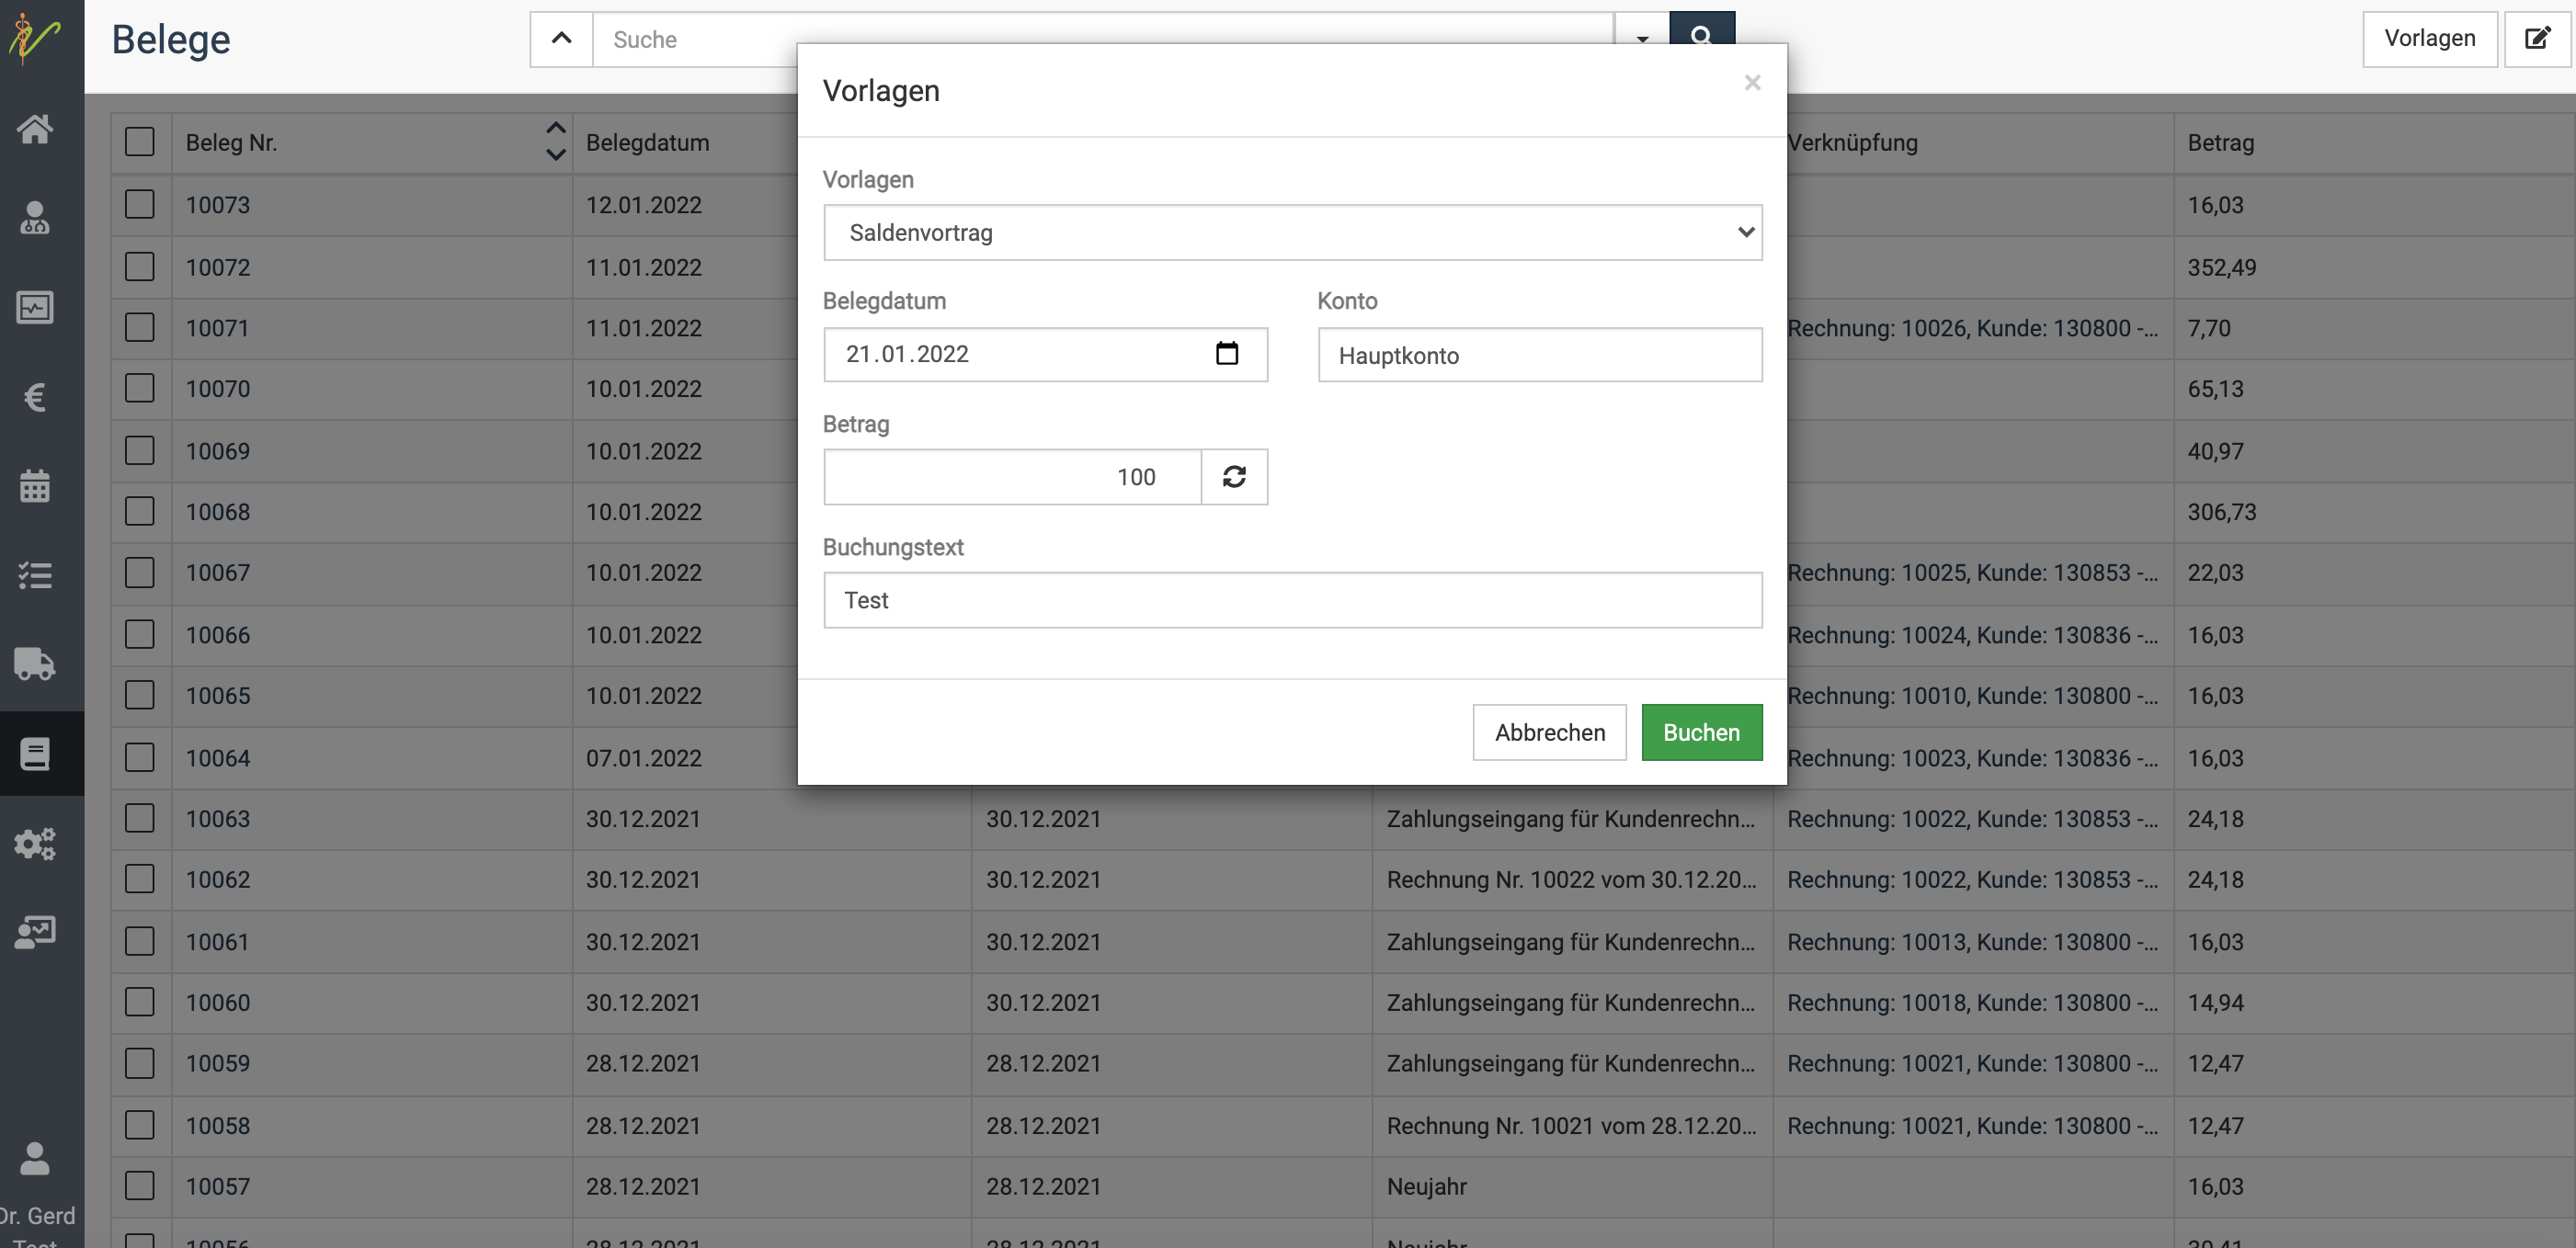 Belege
Suche
Vorlagen
Vorlagen
×
Vorlagen
Saldenvortrag
Belegdatum Konto
21.01.2022 Hauptkonto
Betrag
100
Buchungstext
Test
Abbrechen Buchen
Beleg Nr. Belegdatum Verknüpfung Betrag
10073 12.01.2022 16,03
10072 11.01.2022 352,49
10071 11.01.2022 Rechnung: 10026, Kunde: 130800 -... 7,70
10070 10.01.2022 65,13
10069 10.01.2022 40,97
10068 10.01.2022 306,73
10067 10.01.2022 Rechnung: 10025, Kunde: 130853 -... 22,03
10066 10.01.2022 Rechnung: 10024, Kunde: 130836 -... 16,03
10065 10.01.2022 Rechnung: 10010, Kunde: 130800 -... 16,03
10064 07.01.2022 Rechnung: 10023, Kunde: 130836 -... 16,03
10063 30.12.2021 30.12.2021 Zahlungseingang für Kundenrechn... Rechnung: 10022, Kunde: 130853 -... 24,18
10062 30.12.2021 30.12.2021 Rechnung Nr. 10022 vom 30.12.20... Rechnung: 10022, Kunde: 130853 -... 24,18
10061 30.12.2021 30.12.2021 Zahlungseingang für Kundenrechn... Rechnung: 10013, Kunde: 130800 -... 16,03
10060 30.12.2021 30.12.2021 Zahlungseingang für Kundenrechn... Rechnung: 10018, Kunde: 130800 -... 14,94
10059 28.12.2021 28.12.2021 Zahlungseingang für Kundenrechn... Rechnung: 10021, Kunde: 130800 -... 12,47
10058 28.12.2021 28.12.2021 Rechnung Nr. 10021 vom 28.12.20... Rechnung: 10021, Kunde: 130800 -... 12,47
10057 28.12.2021 28.12.2021 Neujahr 16,03
10056 28.12.2021 28.12.2021 Neujahr 30,41
Dr. Gerd
Test